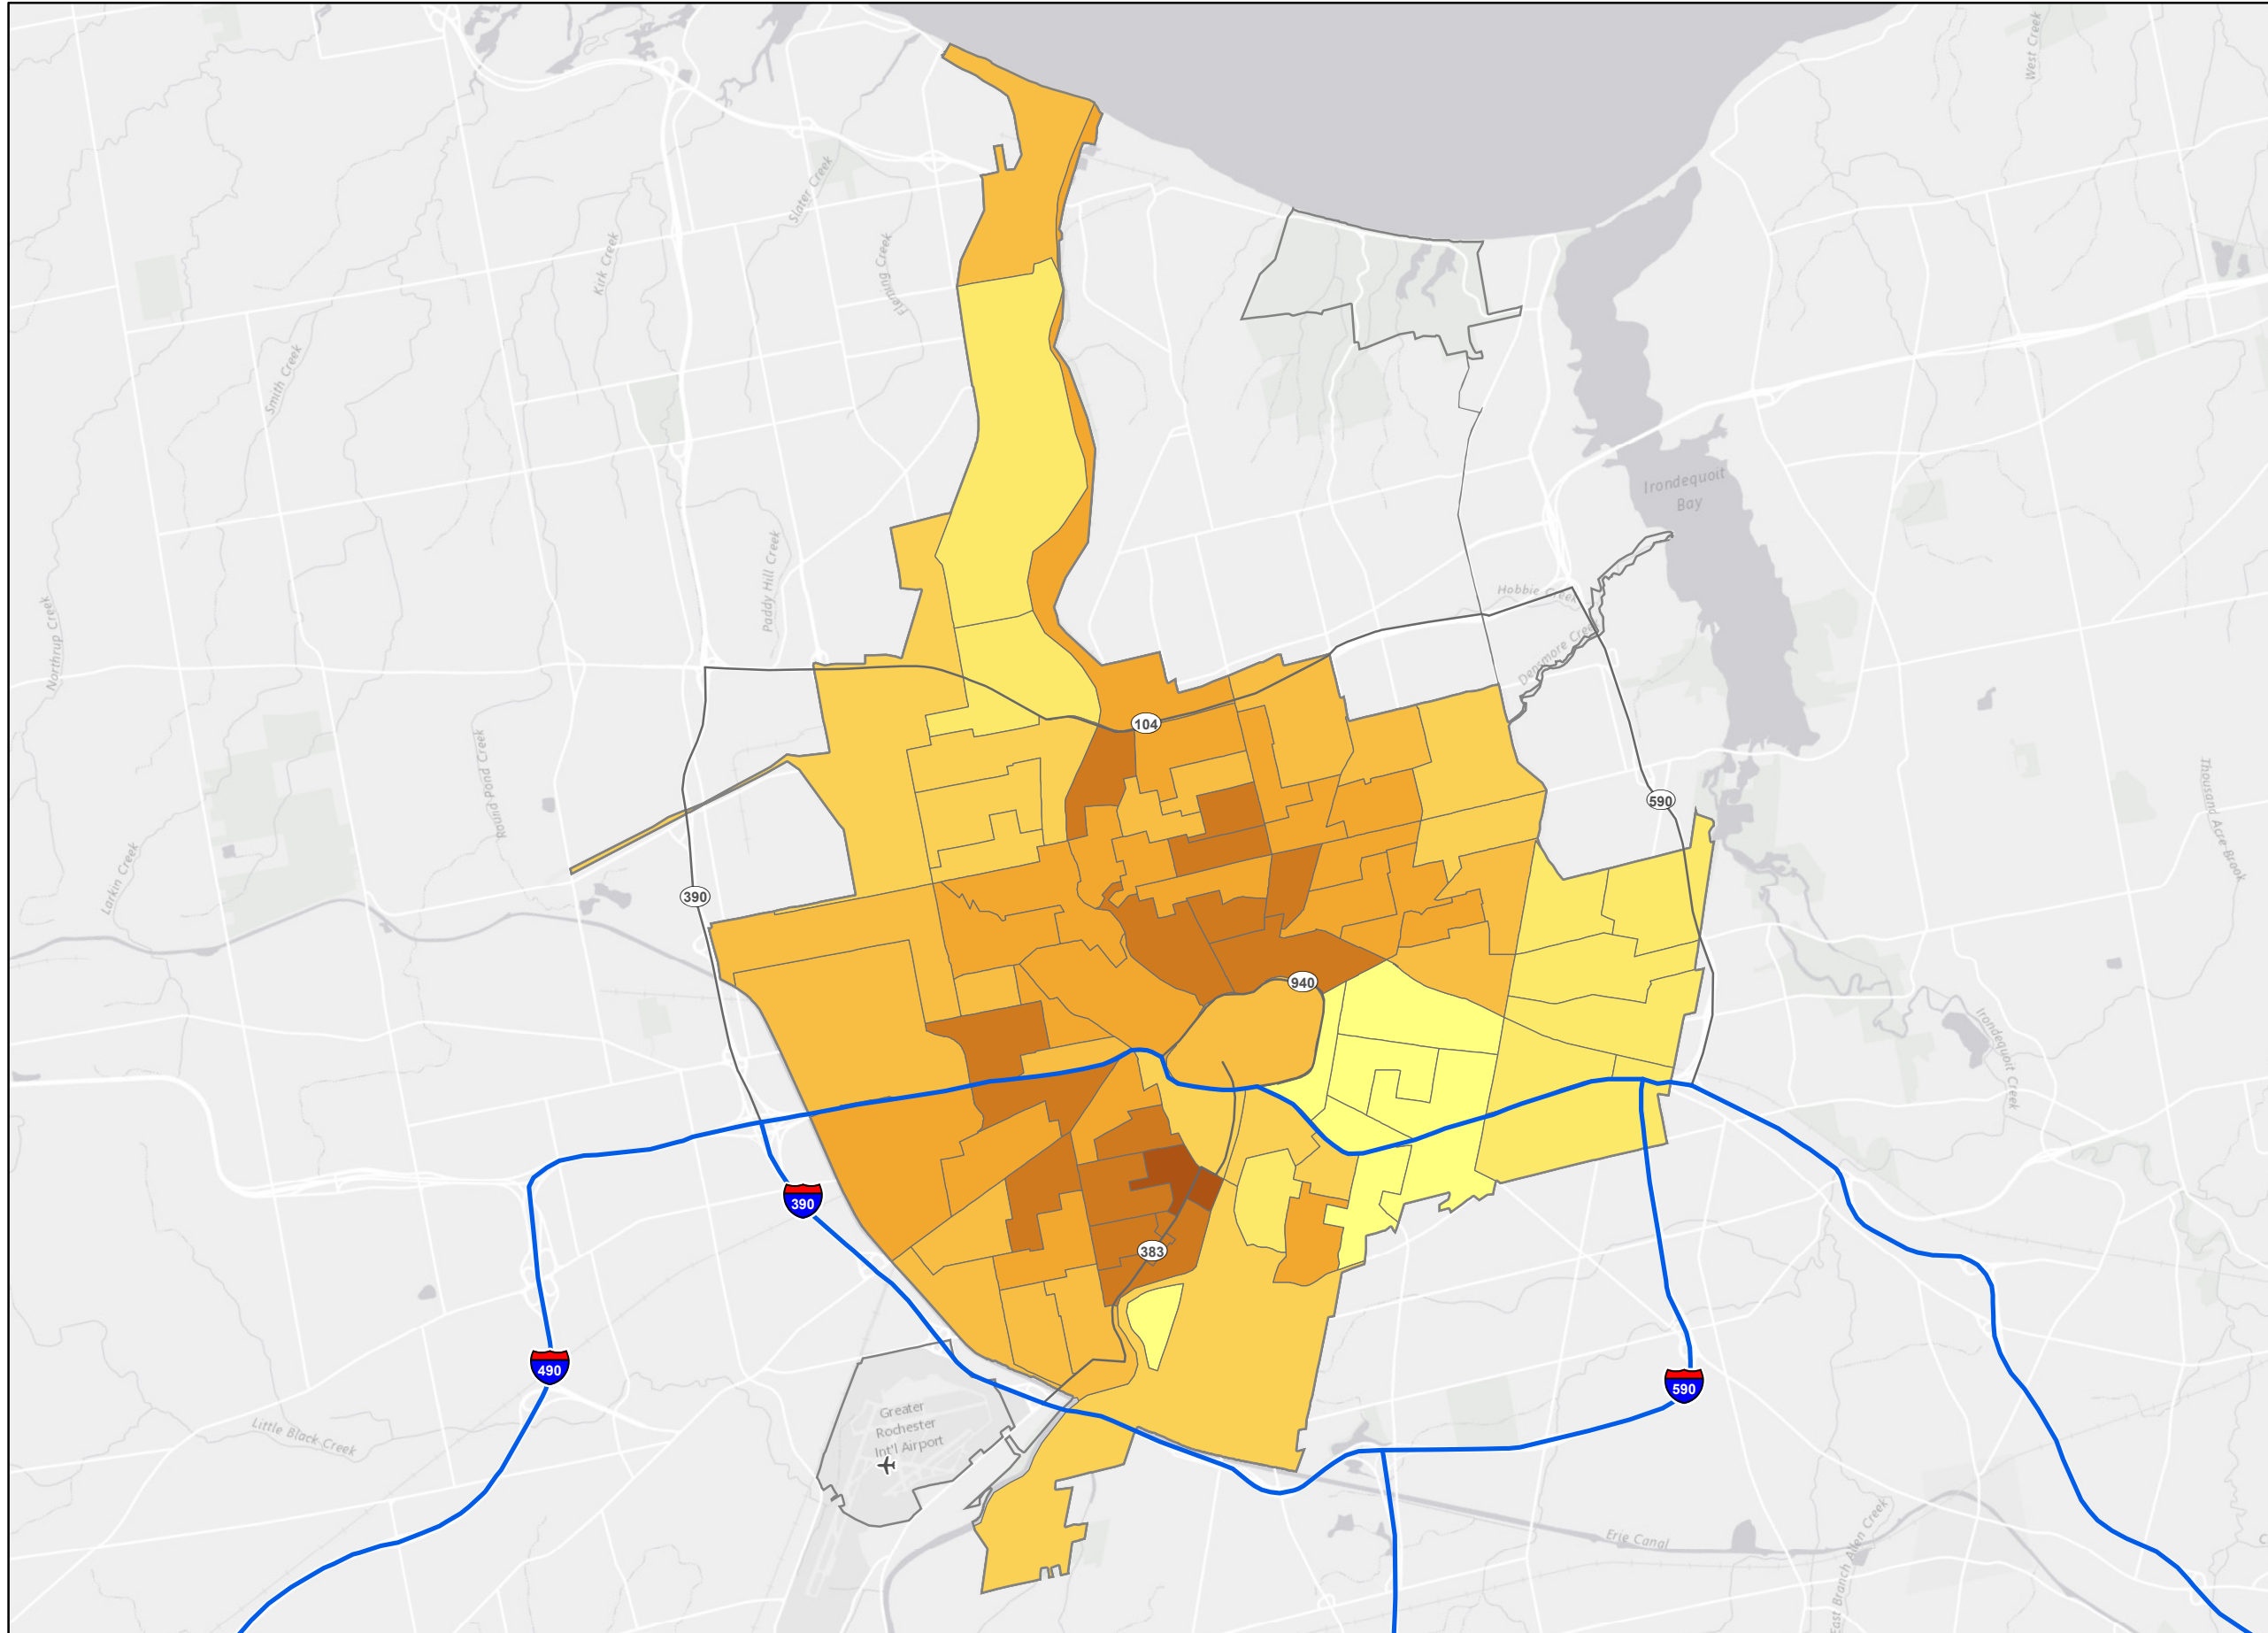 West Creek
Slater Creek
Kirk Creek
Fleming Creek
Smith Creek
Irondequoit
Bay
Paddy Hill Creek
Hobbie Creek
Northrup Creek
Densmore Creek
104
Round Pond Creek
590
Thousand Acre Brook
Larkin Creek
390
940
Irondequoit Creek
390
383
490
590
Greater
Rochester
Int'l Airport
Little Black Creek
Erie Canal
East Branch Allen Creek